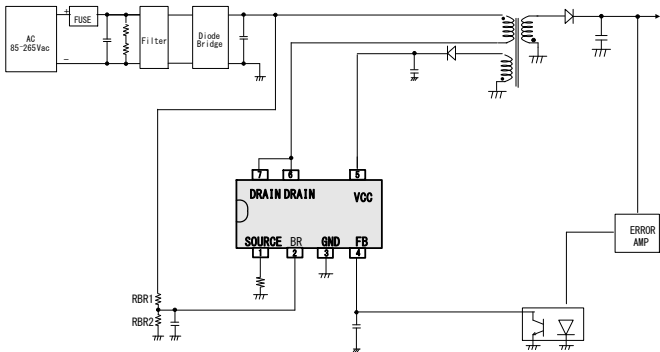 +
FUSE
AC
85-265Vac
Filter
Diode
Bridge
−
7 6 5
DRAIN DRAIN VCC
SOURCE BR GND FB
1 2 3 4
ERROR
AMP
RBR1
RBR2